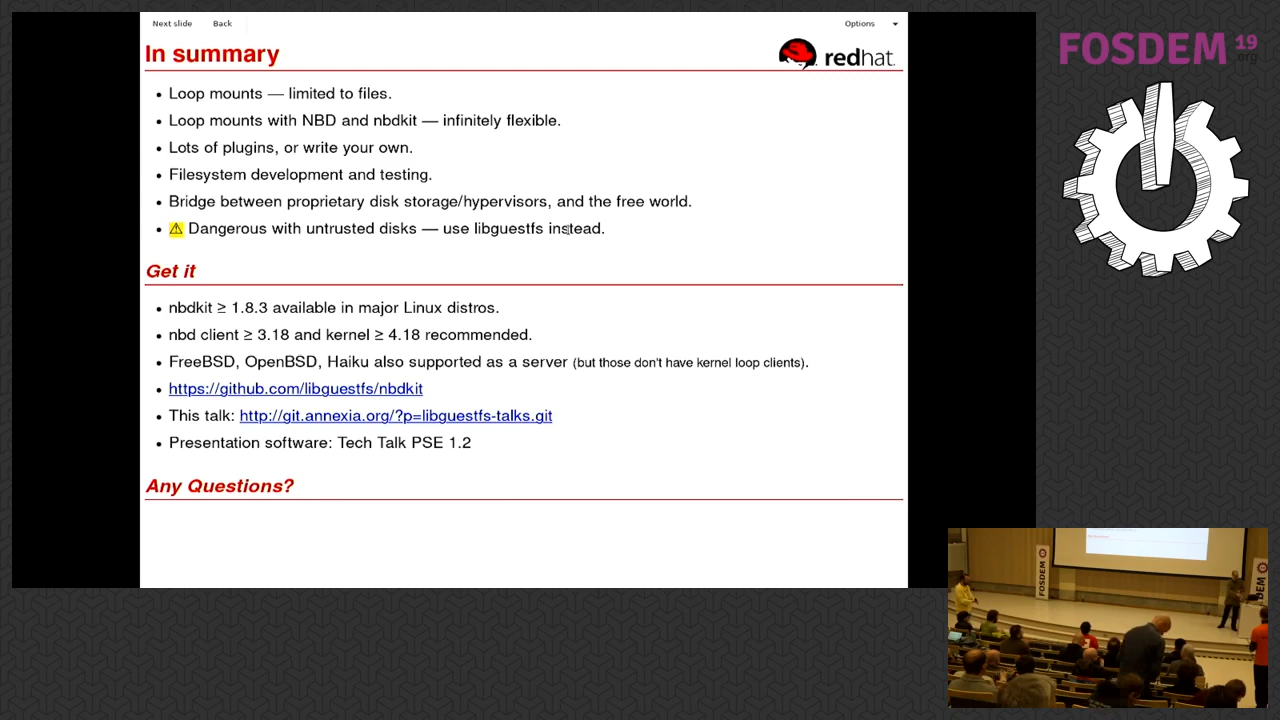 Next slide Back Options
In summary
redhat.
Loop mounts — limited to files.
Loop mounts with NBD and nbdkit — infinitely flexible.
Lots of plugins, or write your own.
Filesystem development and testing.
Bridge between proprietary disk storage/hypervisors, and the free world.
⚠ Dangerous with untrusted disks — use libguestfs instead.
Get it
nbdkit ≥ 1.8.3 available in major Linux distros.
nbd client ≥ 3.18 and kernel ≥ 4.18 recommended.
FreeBSD, OpenBSD, Haiku also supported as a server (but those don't have kernel loop clients).
https://github.com/libguestfs/nbdkit
This talk: http://git.annexia.org/?p=libguestfs-talks.git
Presentation software: Tech Talk PSE 1.2
Any Questions?
FOSDEM 19
.org
FOSDEM
DEM